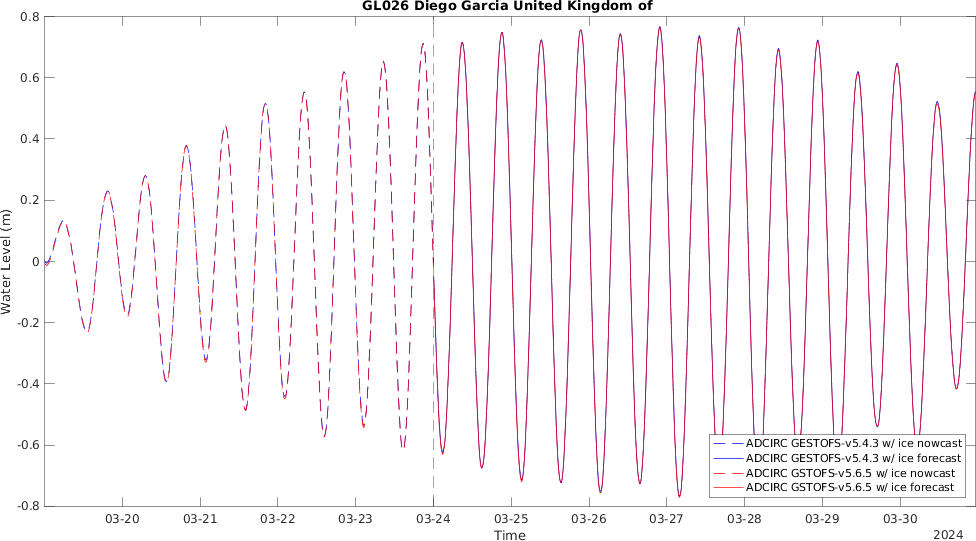 GL026 Diego Garcia United Kingdom of
0.8
0.6
0.4
0.2
0
-0.2
-0.4
-0.6
-0.8
Water Level (m)
03-20 03-21 03-22 03-23 03-24 03-25 03-26 03-27 03-28 03-29 03-30
Time
2024
ADCIRC GESTOFS-v5.4.3 w/ ice nowcast
ADCIRC GESTOFS-v5.4.3 w/ ice forecast
ADCIRC GSTOFS-v5.6.5 w/ ice nowcast
ADCIRC GSTOFS-v5.6.5 w/ ice forecast